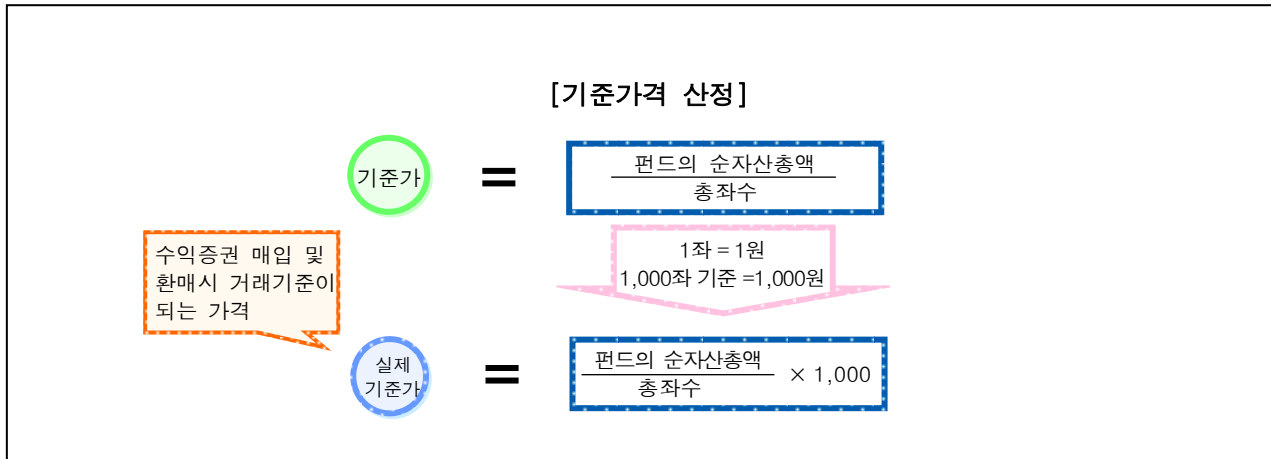 [기준가격 산정]
기준가
=
펀드의 순자산총액
총좌수
1좌 = 1원
1,000좌 기준 =1,000원
수익증권 매입 및
환매시 거래기준이
되는 가격
실제
기준가
=
펀드의 순자산총액
총좌수
× 1,000